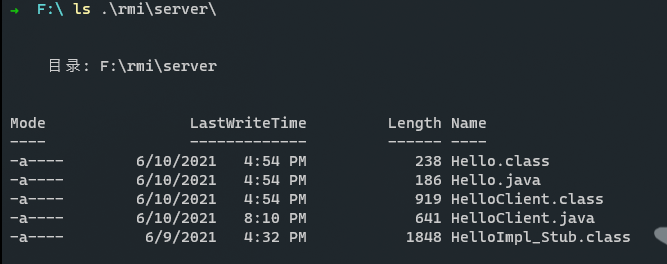 → F:\ ls .\rmi\server\
目录: F:\rmi\server
Mode LastWriteTime Length Name
---- ------------- ------ ----
-a---- 6/10/2021 4:54 PM 238 Hello.class
-a---- 6/10/2021 4:54 PM 186 Hello.java
-a---- 6/10/2021 4:54 PM 919 HelloClient.class
-a---- 6/10/2021 8:10 PM 641 HelloClient.java
-a---- 6/9/2021 4:32 PM 1848 HelloImpl_Stub.class